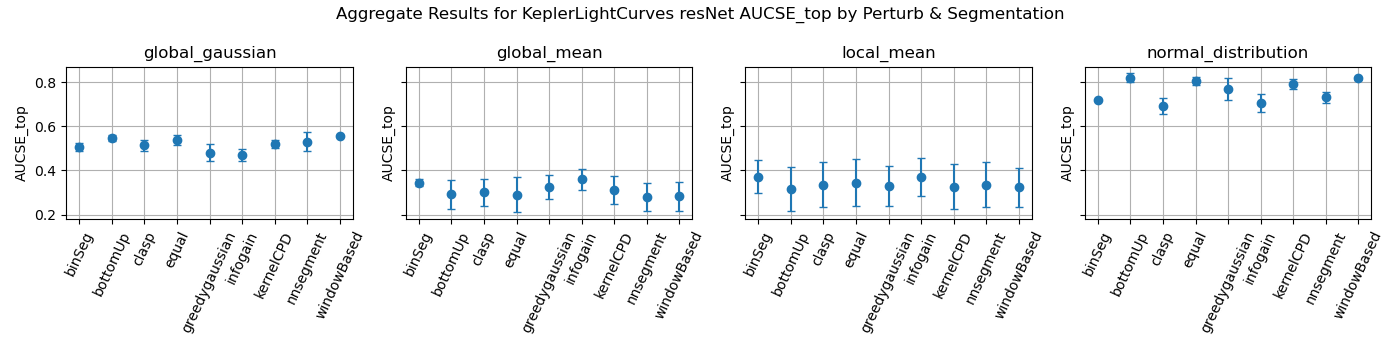 Aggregate Results for KeplerLightCurves resNet AUCSE_top by Perturb & Segmentation
global_gaussian
AUCSE_top
0.8
0.6
0.4
0.2
binSeg
bottomUp
clasp
equal
greedygaussian
infogain
kernelCPD
nnsegment
windowBased
global_mean
binSeg
bottomUp
clasp
equal
greedygaussian
infogain
kernelCPD
nnsegment
windowBased
local_mean
AUCSE_top
binSeg
bottomUp
clasp
equal
greedygaussian
infogain
kernelCPD
nnsegment
windowBased
normal_distribution
AUCSE_top
binSeg
bottomUp
clasp
equal
greedygaussian
infogain
kernelCPD
nnsegment
windowBased